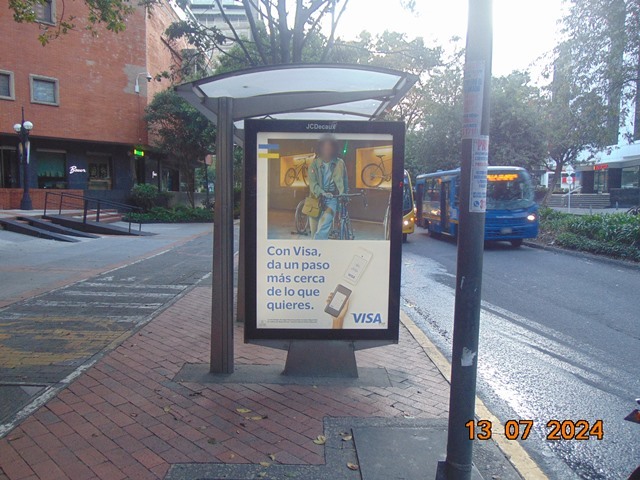 JCDecaux
Con Visa,
da un paso
más cerca
de lo que
quieres.
VISA
13 07 2024